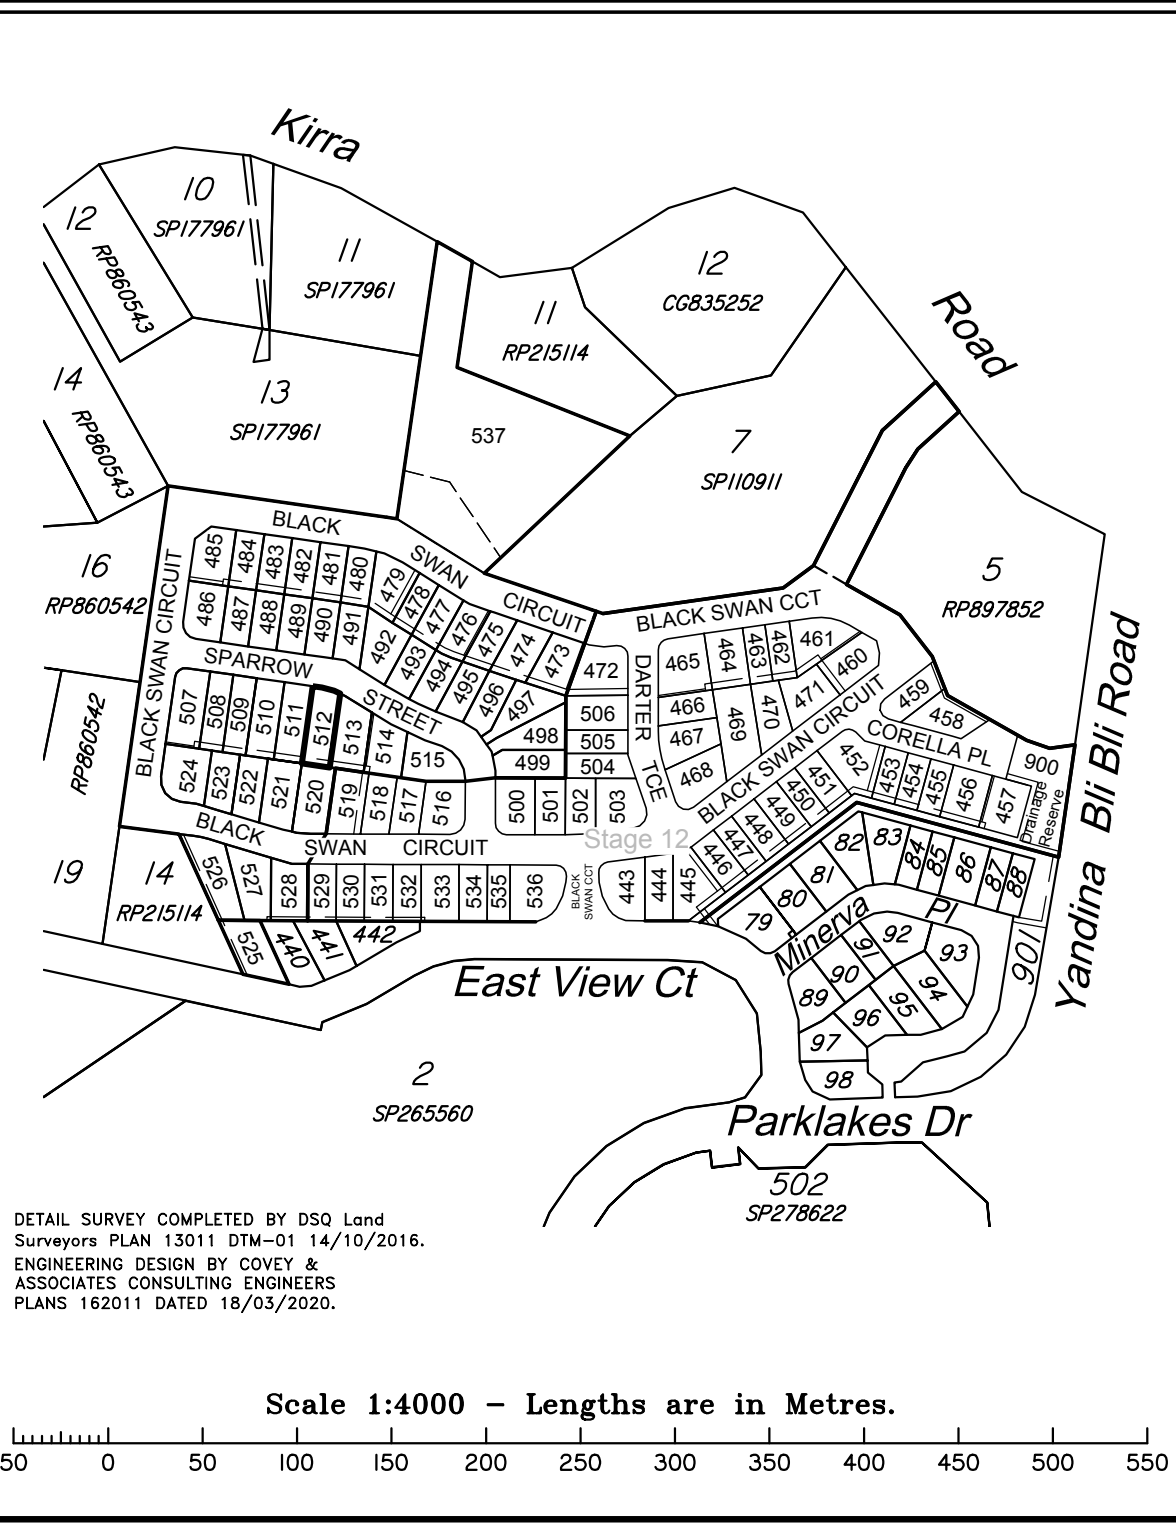 Kirra
Road
10
SP177961
12
RP860543
11
SP177961
12
CG835252
11
RP215114
14
RP860543
13
SP177961
537
7
SP110911
5
RP897852
16
RP860542
RP860542
19
14
RP215114
BLACK SWAN CIRCUIT
BLACK SWAN CIRCUIT
485 484 483 482 481 480 479 478 477 476 475 474 473
486 487 488 489 490 491 492 493 494 495 496 497
498
499
SPARROW STREET
507 508 509 510 511 512 513 514 515
524 523 522 521 520 519 518 517 516
500 501 502 503
472
506
505
504
DARTER TCE
BLACK SWAN CCT
465 464 463 462 461 460
466
467
468
469 470 471
BLACK SWAN CIRCUIT
459
458
CORELLA PL
452 453 454 455 456 457
900
Drainage
Reserve
446 447 448 449 450 451
Stage 12
BLACK SWAN CIRCUIT
526 527 528 529 530 531 532 533 534 535 536
BLACK
SWAN CCT
443 444 445
525 440 441 442
79 80 81 82 83 84 85 86 87 88
Minerva Pl
89 90 91 92 93
94 95 96
97
98
901
Yandina Bli Bli Road
East View Ct
2
SP265560
Parklakes Dr
502
SP278622
DETAIL SURVEY COMPLETED BY DSQ Land
Surveyors PLAN 13011 DTM-01 14/10/2016.
ENGINEERING DESIGN BY COVEY &
ASSOCIATES CONSULTING ENGINEERS
PLANS 162011 DATED 18/03/2020.
Scale 1:4000 - Lengths are in Metres.
50 0 50 100 150 200 250 300 350 400 450 500 550